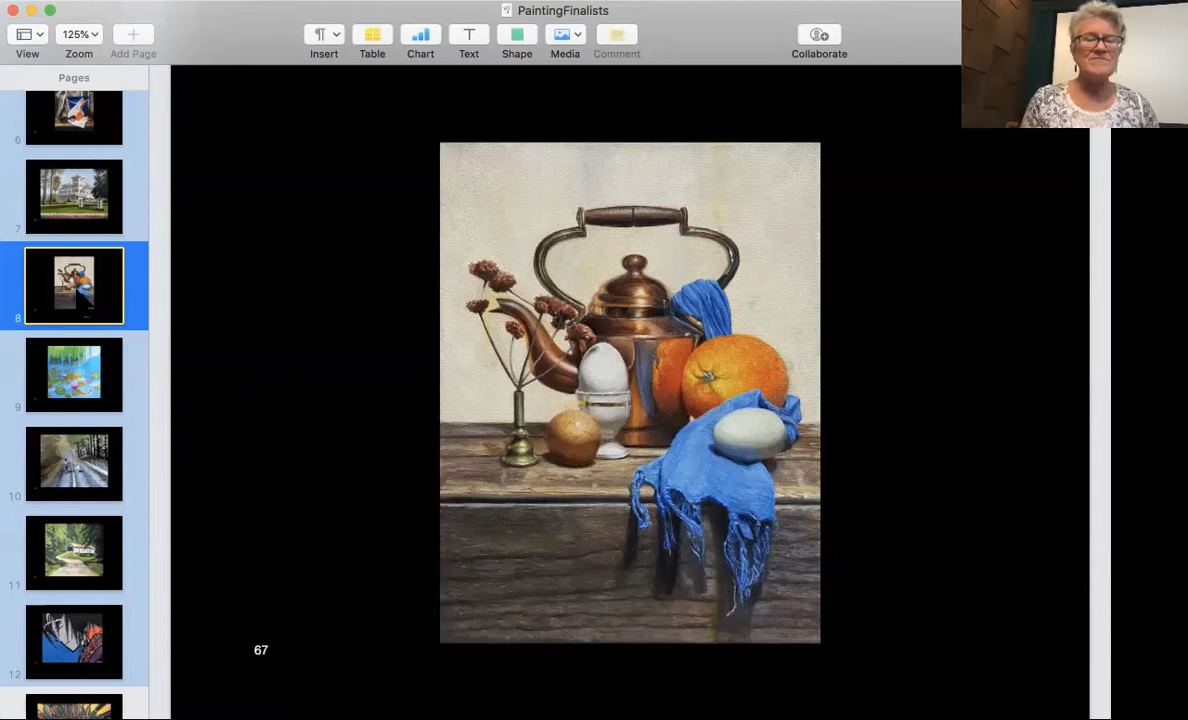 PaintingFinalists
125%
View
Zoom
Add Page
Insert
Table
Chart
Text
Shape
Media
Comment
Collaborate
Pages
6
7
8
9
10
11
12
67